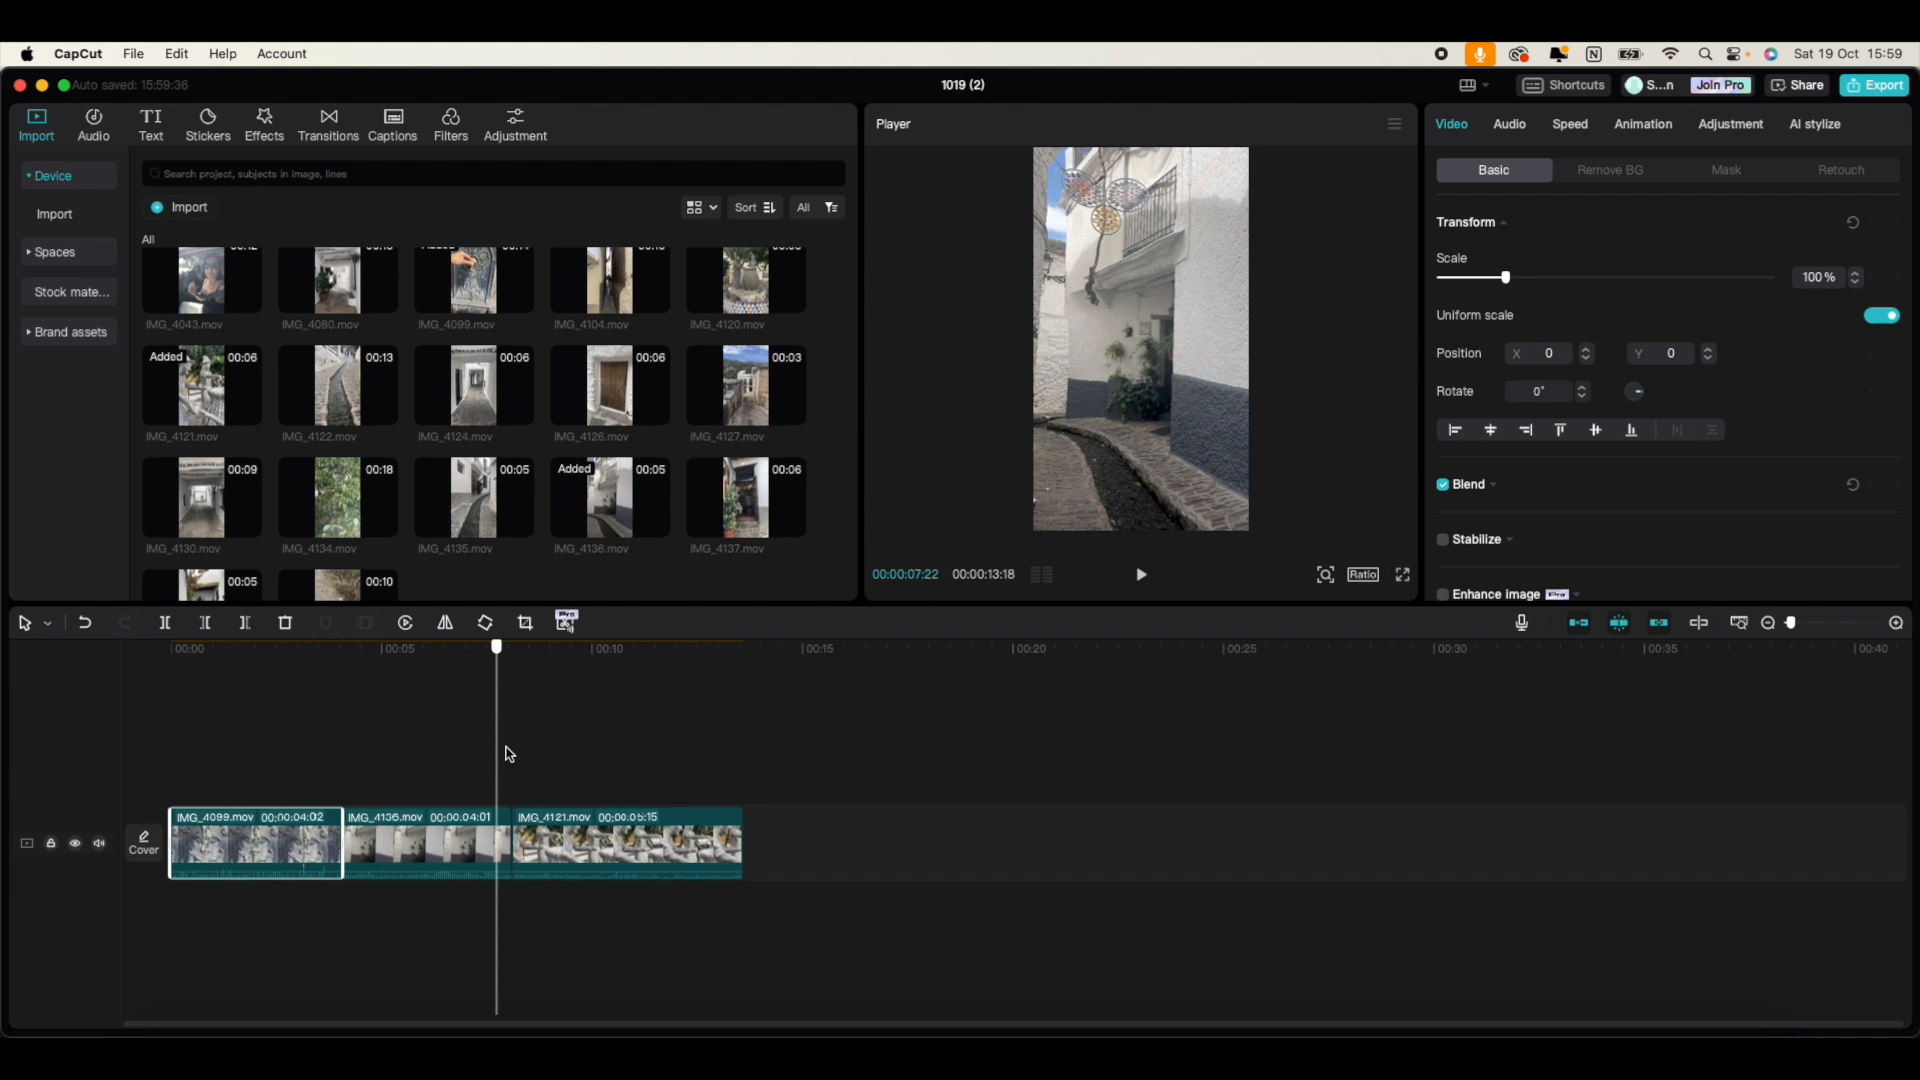 CapCut File Edit Help Account Sat 19 Oct 15:59
Auto saved: 15:59:36 1019 (2) Shortcuts S...n Join Pro Share Export
Import Audio Text Stickers Effects Transitions Captions Filters Adjustment
Device
Import
Spaces
Stock mate...
Brand assets
Search project, subjects in image, lines
Import Sort All
All
IMG_4043.mov IMG_4080.mov IMG_4099.mov IMG_4104.mov IMG_4120.mov
Added 00:06 00:13 00:06 00:06 00:03
IMG_4121.mov IMG_4122.mov IMG_4124.mov IMG_4126.mov IMG_4127.mov
00:09 00:18 00:05 Added 00:05 00:06
IMG_4130.mov IMG_4134.mov IMG_4135.mov IMG_4136.mov IMG_4137.mov
00:05 00:10
Player
00:00:07:22 00:00:13:18 Ratio
Video Audio Speed Animation Adjustment AI stylize
Basic Remove BG Mask Retouch
Transform
Scale
100%
Uniform scale
Position X 0 Y 0
Rotate 0°
Blend
Stabilize
Enhance image Pro
Pro
00:00 00:05 00:10 00:15 00:20 00:25 00:30 00:35 00:40
Cover
IMG_4099.mov 00:00:04:02 IMG_4136.mov 00:00:04:01 IMG_4121.mov 00:00:05:15